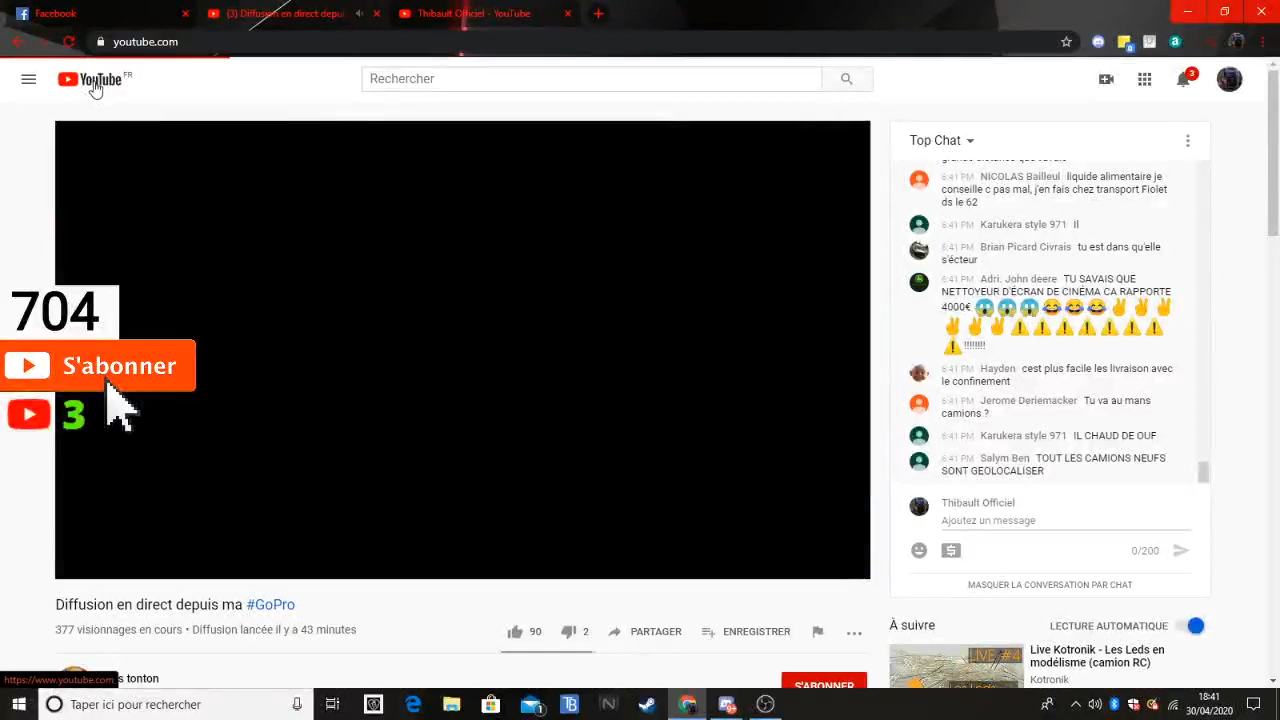 Facebook
(3) Diffusion en direct depui
Thibault Officiel - YouTube
youtube.com
YouTube FR
Rechercher
3
Top Chat
6:41 PM NICOLAS Bailleul liquide alimentaire je
conseille c pas mal, j'en fais chez transport Fiolet
ds le 62
6:41 PM Karukera style 971 Il
6:41 PM Brian Picard Civrais tu est dans qu'elle
s'écteur
6:41 PM Adri. John deere TU SAVAIS QUE
NETTOYEUR D'ÉCRAN DE CINÉMA CA RAPPORTE
4000€ 😱😱😱😂😂😂✌✌✌
✌✌✌⚠⚠⚠⚠⚠⚠⚠
⚠!!!!!!!!
6:41 PM Hayden cest plus facile les livraison avec
le confinement
6:41 PM Jerome Deriemacker Tu va au mans
camions ?
6:41 PM Karukera style 971 IL CHAUD DE OUF
6:41 PM Salym Ben TOUT LES CAMIONS NEUFS
SONT GEOLOCALISER
Thibault Officiel
Ajoutez un message
0/200
MASQUER LA CONVERSATION PAR CHAT
704
S'abonner
3
Diffusion en direct depuis ma #GoPro
377 visionnages en cours • Diffusion lancée il y a 43 minutes
90
2
PARTAGER
ENREGISTRER
À suivre
LECTURE AUTOMATIQUE
LIVE #4
Live Kotronik - Les Leds en
modélisme (camion RC)
Kotronik
tonton
S'ABONNER
https://www.youtube.com
Taper ici pour rechercher
18:41
30/04/2020